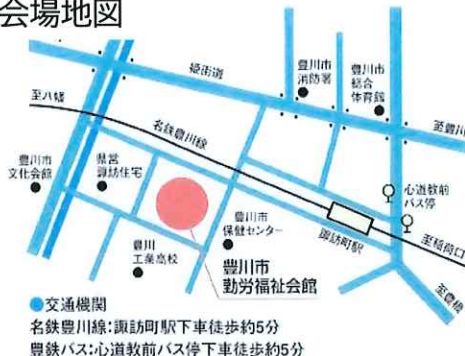 会場地図
姫街道
豊川市
消防署
豊川市
総合
体育館
至八幡
至豊川
名鉄豊川線
豊川市
文化会館
県営
諏訪住宅
心道教前
バス停
豊川市
保健センター
諏訪町駅
至稲荷口
豊川
工業高校
豊川市
勤労福祉会館
至豊橋
●交通機関
名鉄豊川線:諏訪町駅下車徒歩約5分
豊鉄バス:心道教前バス停下車徒歩約5分